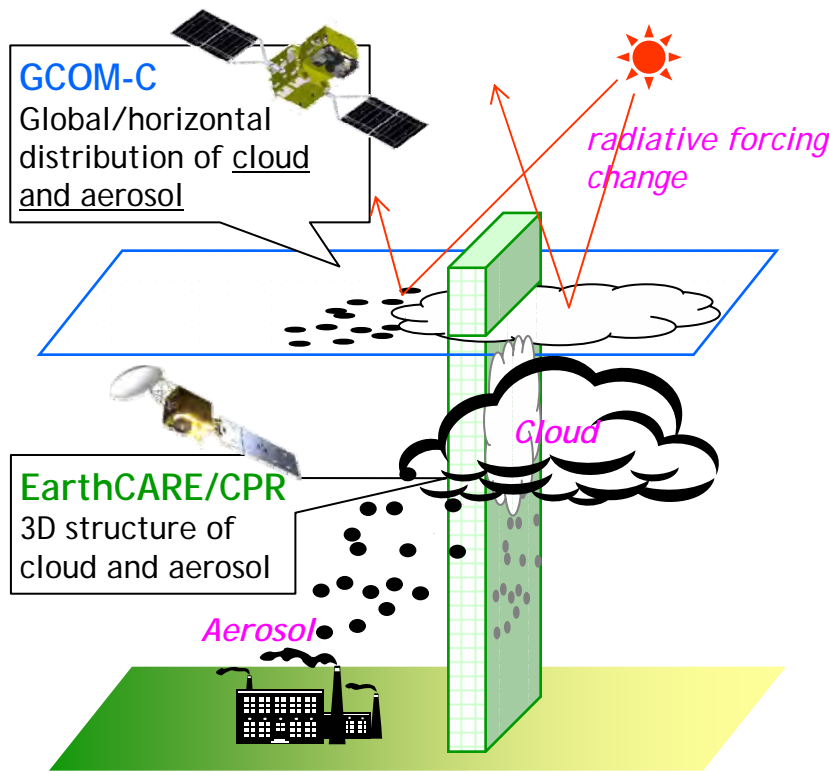 GCOM-C
Global/horizontal
distribution of cloud
and aerosol
radiative forcing
change
Cloud
EarthCARE/CPR
3D structure of
cloud and aerosol
Aerosol